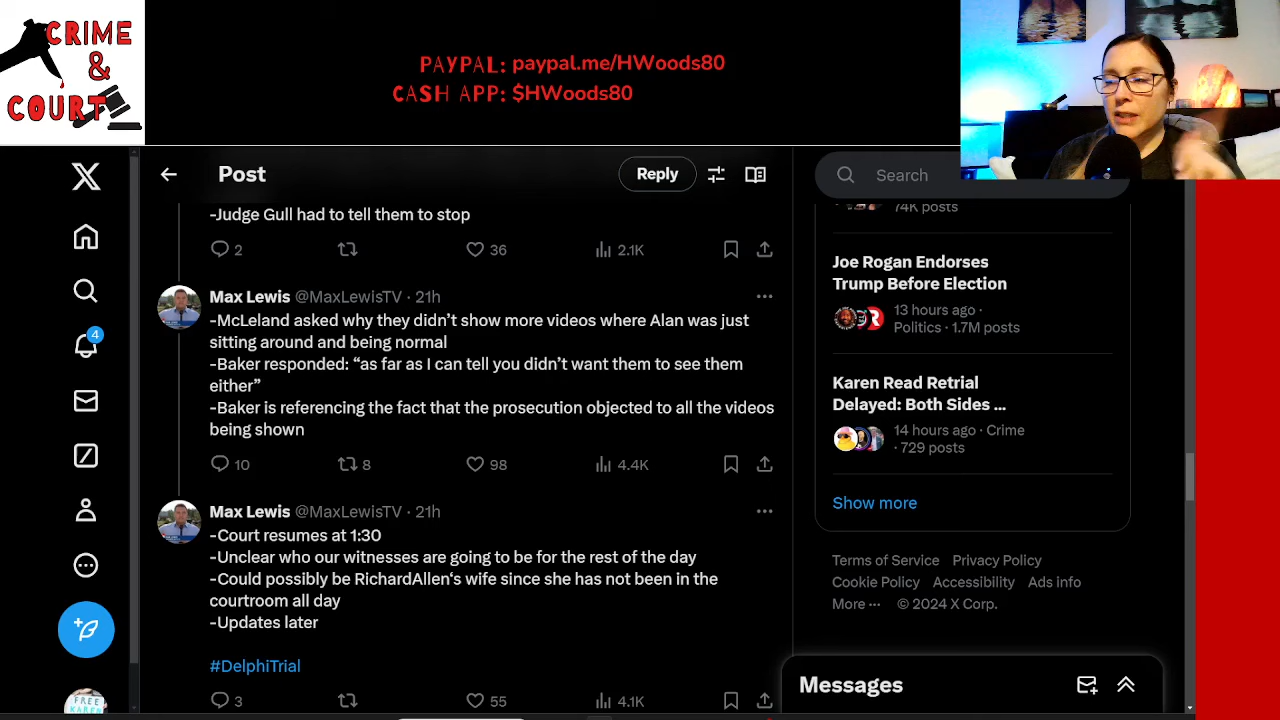 CRIME
&
COURT
PAYPAL: paypal.me/HWoods80
CASH APP: $HWoods80
Post
Reply
Search
-Judge Gull had to tell them to stop
2
36
2.1K
74K posts
Joe Rogan Endorses
Trump Before Election
13 hours ago ·
Politics · 1.7M posts
Max Lewis @MaxLewisTV · 21h
-McLeland asked why they didn’t show more videos where Alan was just
sitting around and being normal
-Baker responded: “as far as I can tell you didn’t want them to see them
either”
-Baker is referencing the fact that the prosecution objected to all the videos
being shown
10
8
98
4.4K
4
Karen Read Retrial
Delayed: Both Sides ...
14 hours ago · Crime
· 729 posts
Show more
Max Lewis @MaxLewisTV · 21h
-Court resumes at 1:30
-Unclear who our witnesses are going to be for the rest of the day
-Could possibly be RichardAllen‘s wife since she has not been in the
courtroom all day
-Updates later
#DelphiTrial
3
55
4.1K
Terms of Service Privacy Policy
Cookie Policy Accessibility Ads info
More ··· © 2024 X Corp.
Messages
FREE